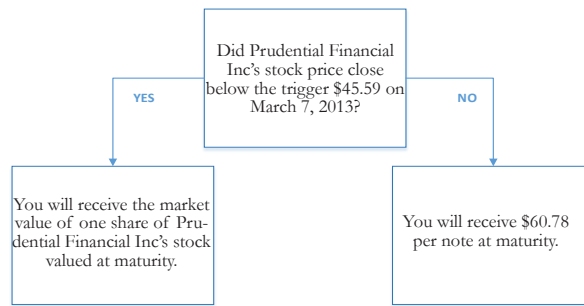 Did Prudential Financial
Inc's stock price close
below the trigger $45.59 on
March 7, 2013?
YES
NO
You will receive the market
value of one share of Pru-
dential Financial Inc's stock
valued at maturity.
You will receive $60.78
per note at maturity.